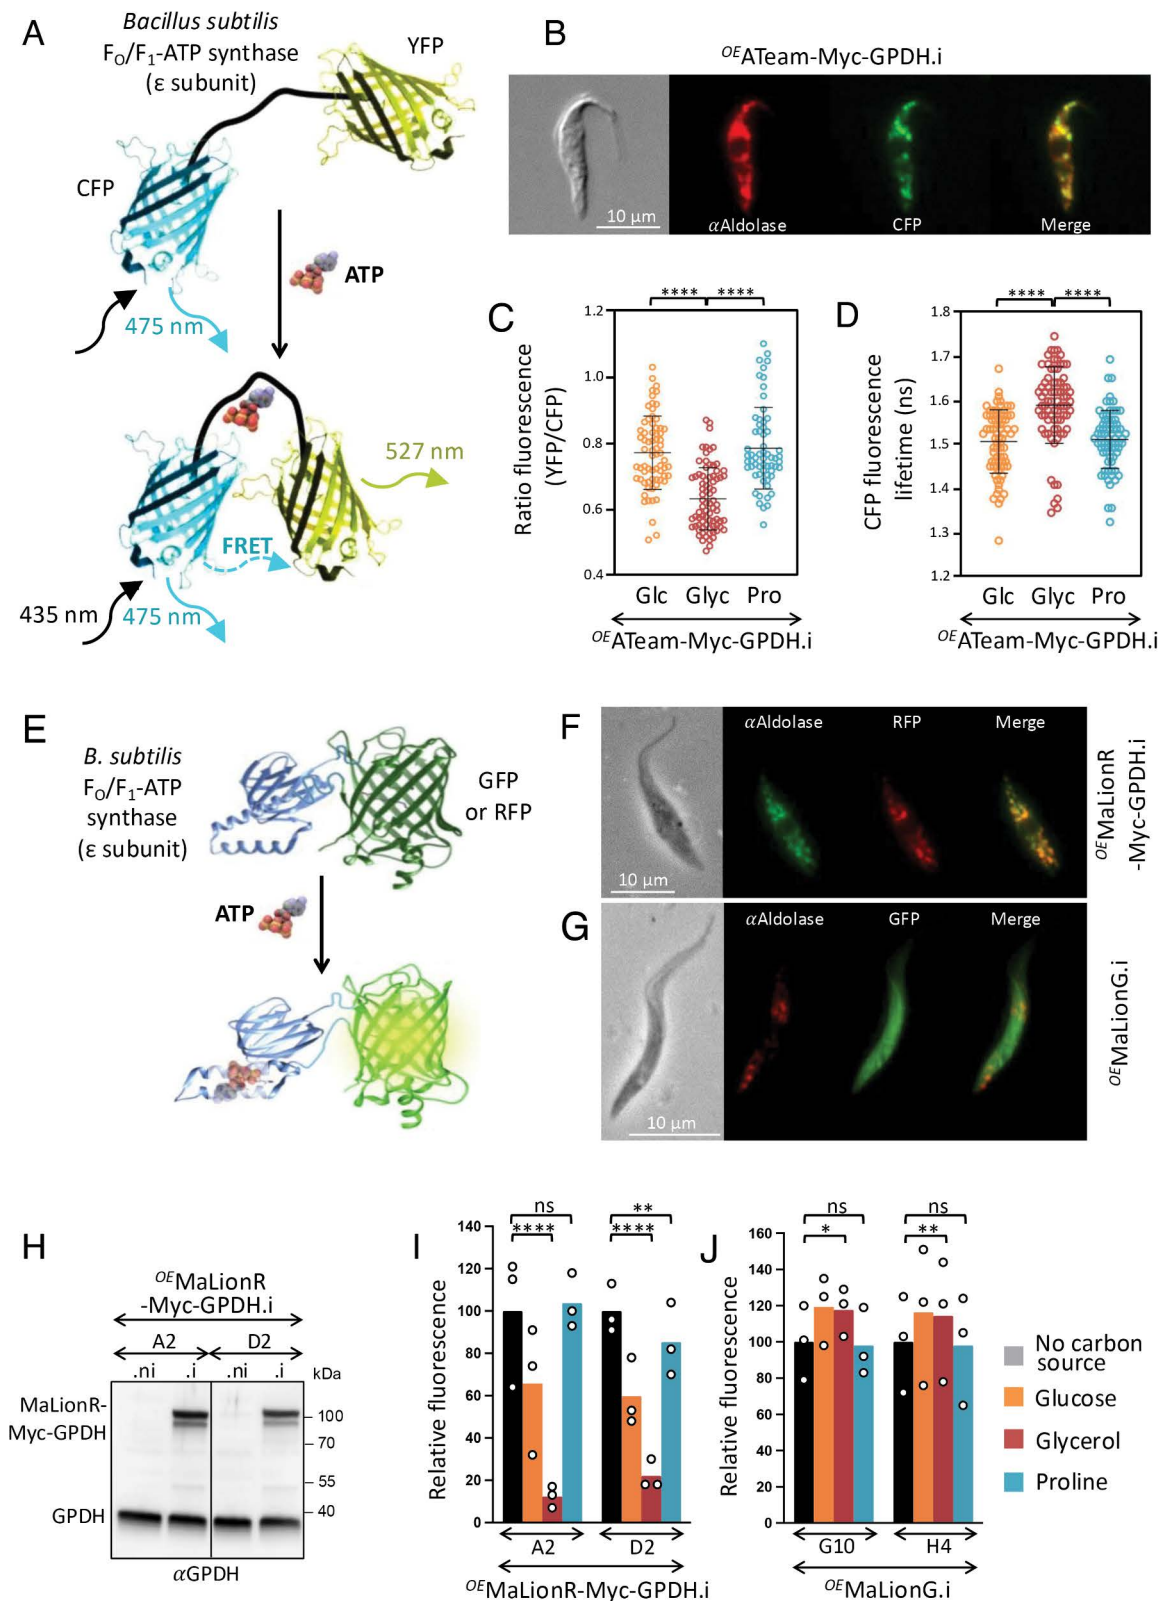 A
Bacillus subtilis
FO/F1-ATP synthase
(ε subunit)
YFP
CFP
475 nm
ATP
527 nm
FRET
435 nm
475 nm
B
OEATeam-Myc-GPDH.i
10 μm
αAldolase
CFP
Merge
C
**** ****
Ratio fluorescence
(YFP/CFP)
1.2
1.0
0.8
0.6
0.4
Glc Glyc Pro
OEATeam-Myc-GPDH.i
D
**** ****
CFP fluorescence
lifetime (ns)
1.8
1.7
1.6
1.5
1.4
1.3
1.2
Glc Glyc Pro
OEATeam-Myc-GPDH.i
E
B. subtilis
FO/F1-ATP
synthase
(ε subunit)
GFP
or RFP
ATP
F
αAldolase
RFP
Merge
10 μm
OEMaLionR
-Myc-GPDH.i
G
αAldolase
GFP
Merge
10 μm
OEMaLionG.i
H
OEMaLionR
-Myc-GPDH.i
A2 D2
.ni .i .ni .i kDa
MaLionR-
Myc-GPDH
100
70
55
40
GPDH
αGPDH
I
Relative fluorescence
140
120
100
80
60
40
20
0
ns
****
**
****
A2 D2
OEMaLionR-Myc-GPDH.i
J
Relative fluorescence
160
140
120
100
80
60
40
20
0
ns
*
ns
**
G10 H4
OEMaLionG.i
No carbon
source
Glucose
Glycerol
Proline